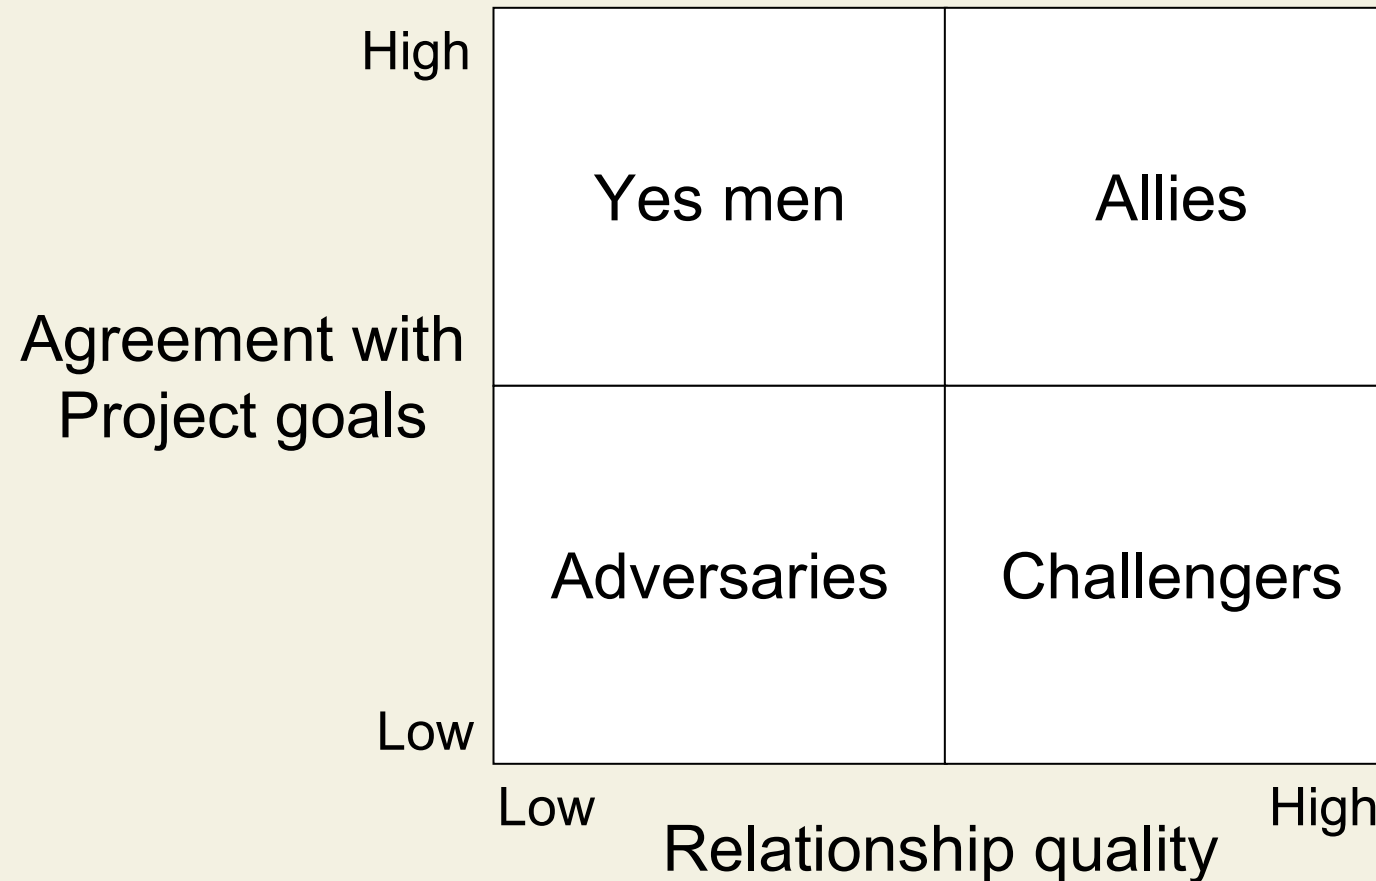 High
Yes men
Allies
Agreement with
Project goals
Adversaries
Challengers
Low
Low
High
Relationship quality